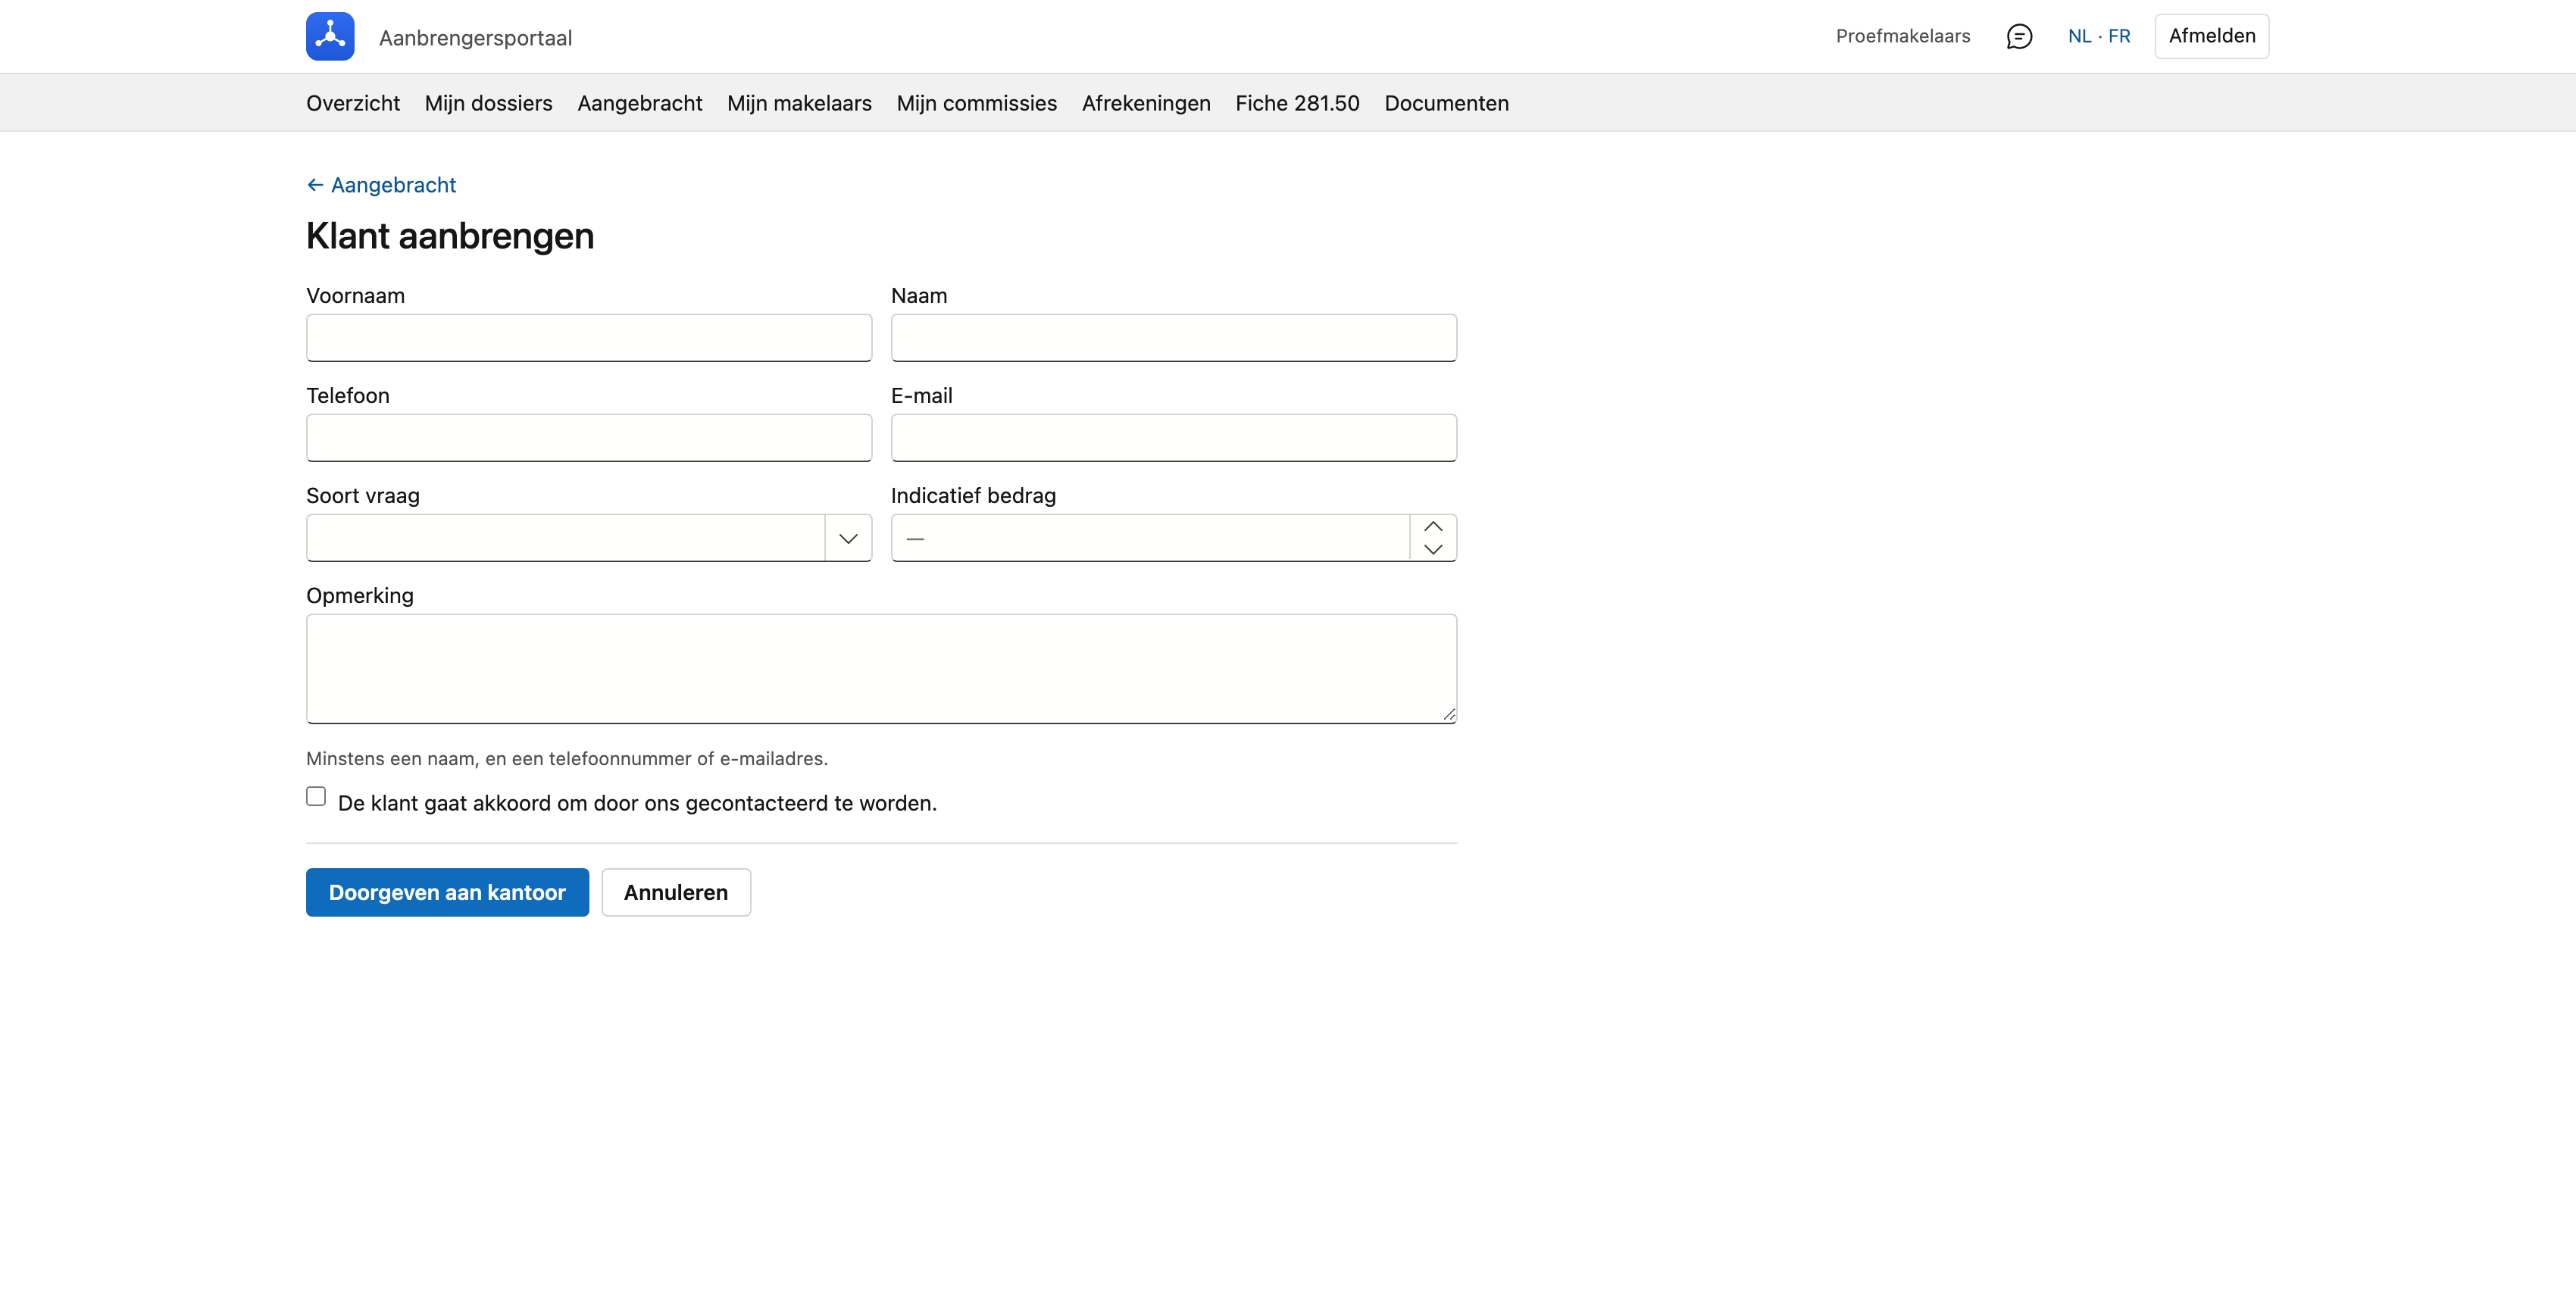 Aanbrengersportaal
Proefmakelaars
NL · FR
Afmelden
Overzicht Mijn dossiers Aangebracht Mijn makelaars Mijn commissies Afrekeningen Fiche 281.50 Documenten
← Aangebracht
Klant aanbrengen
Voornaam
Naam
Telefoon
E-mail
Soort vraag
Indicatief bedrag
—
Opmerking
Minstens een naam, en een telefoonnummer of e-mailadres.
De klant gaat akkoord om door ons gecontacteerd te worden.
Doorgeven aan kantoor
Annuleren